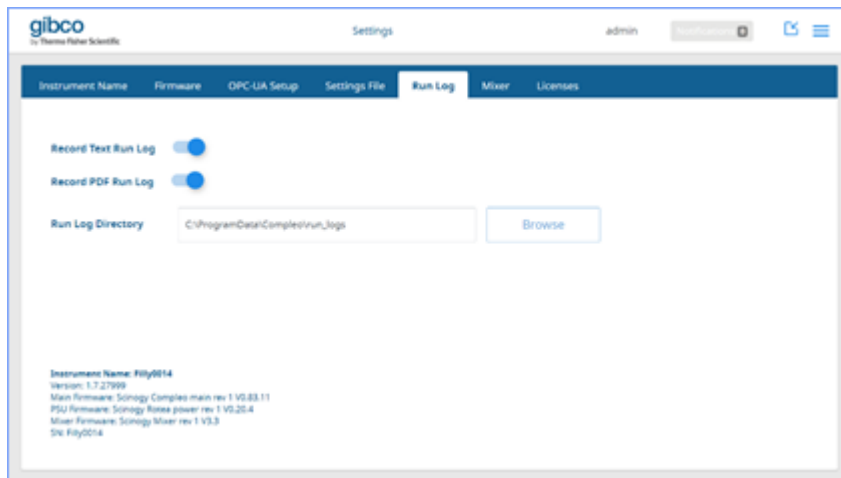 gibco
by Thermo Fisher Scientific
Settings
admin
Instrument Name
Firmware
OPC-UA Setup
Settings File
Run Log
Mixer
Licenses
Record Text Run Log
Record PDF Run Log
Run Log Directory
C:\ProgramData\Compleo\run_logs
Browse
Instrument Name: Filly0014
Version: 1.7.27999
Main Firmware: Scinogy Compleo main rev 1 V0.83.11
PSU Firmware: Scinogy Rotea power rev 1 V0.20.4
Mixer Firmware: Scinogy Mixer rev 1 V3.3
SN: Filly0014